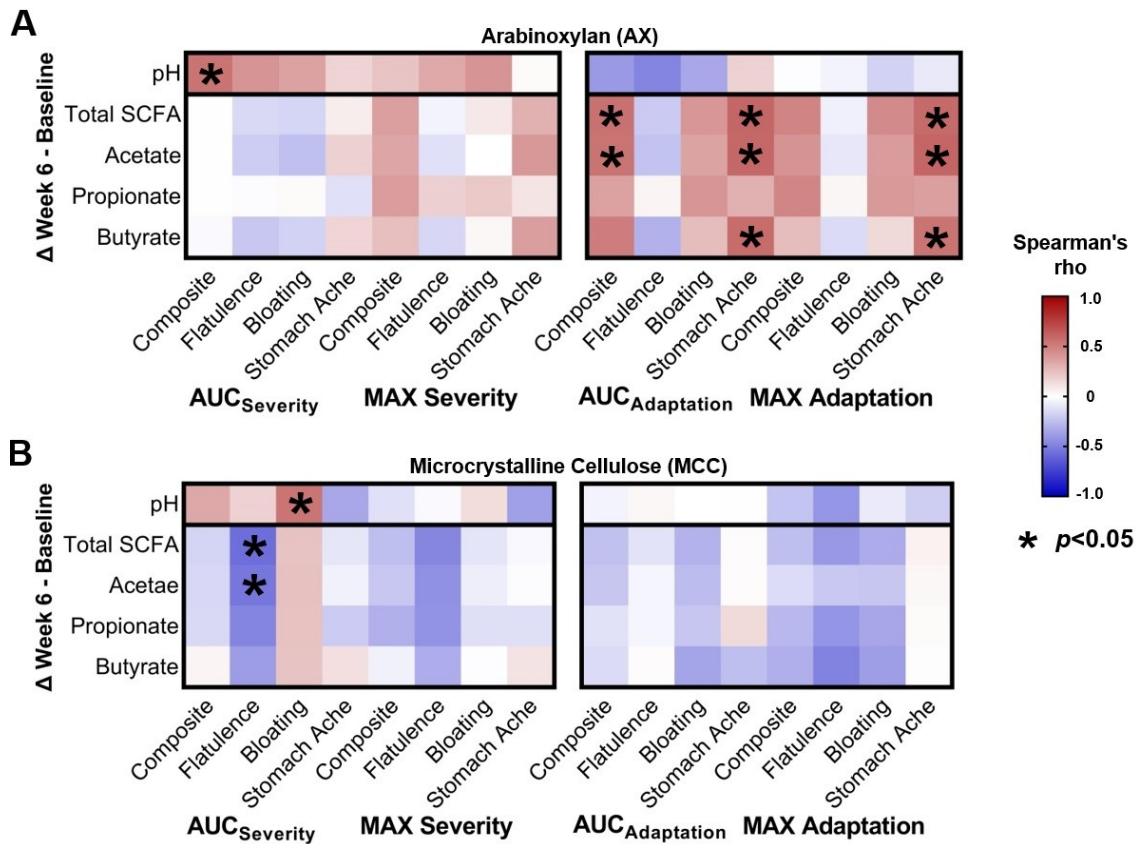 A
Arabinoxylan (AX)
Δ Week 6 - Baseline
pH
Total SCFA
Acetate
Propionate
Butyrate
*
* *  *
* *  *
* *
Composite Flatulence Bloating Stomach Ache Composite Flatulence Bloating Stomach Ache
Composite Flatulence Bloating Stomach Ache Composite Flatulence Bloating Stomach Ache
AUCSeverity MAX Severity AUCAdaptation MAX Adaptation
Spearman's
rho
1.0
0.5
0
-0.5
-1.0
* p<0.05
B
Microcrystalline Cellulose (MCC)
Δ Week 6 - Baseline
pH
Total SCFA
Acetae
Propionate
Butyrate
*
*
*
Composite Flatulence Bloating Stomach Ache Composite Flatulence Bloating Stomach Ache
Composite Flatulence Bloating Stomach Ache Composite Flatulence Bloating Stomach Ache
AUCSeverity MAX Severity AUCAdaptation MAX Adaptation